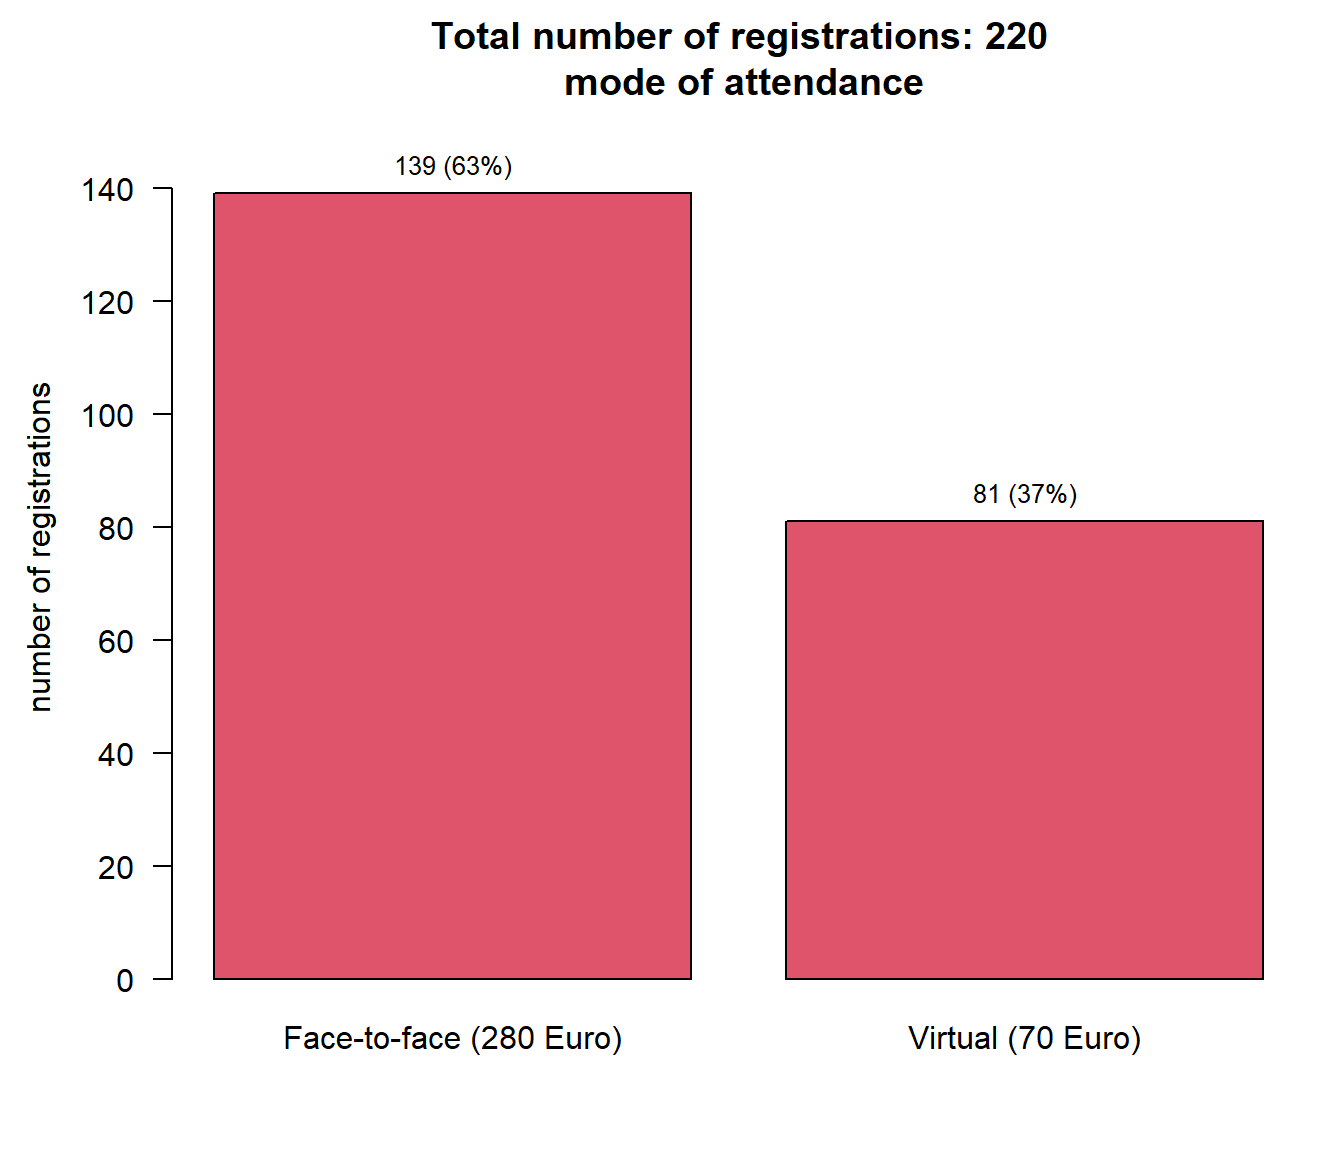 Total number of registrations: 220
mode of attendance
139 (63%)
81 (37%)
number of registrations
140
120
100
80
60
40
20
0
Face-to-face (280 Euro)
Virtual (70 Euro)